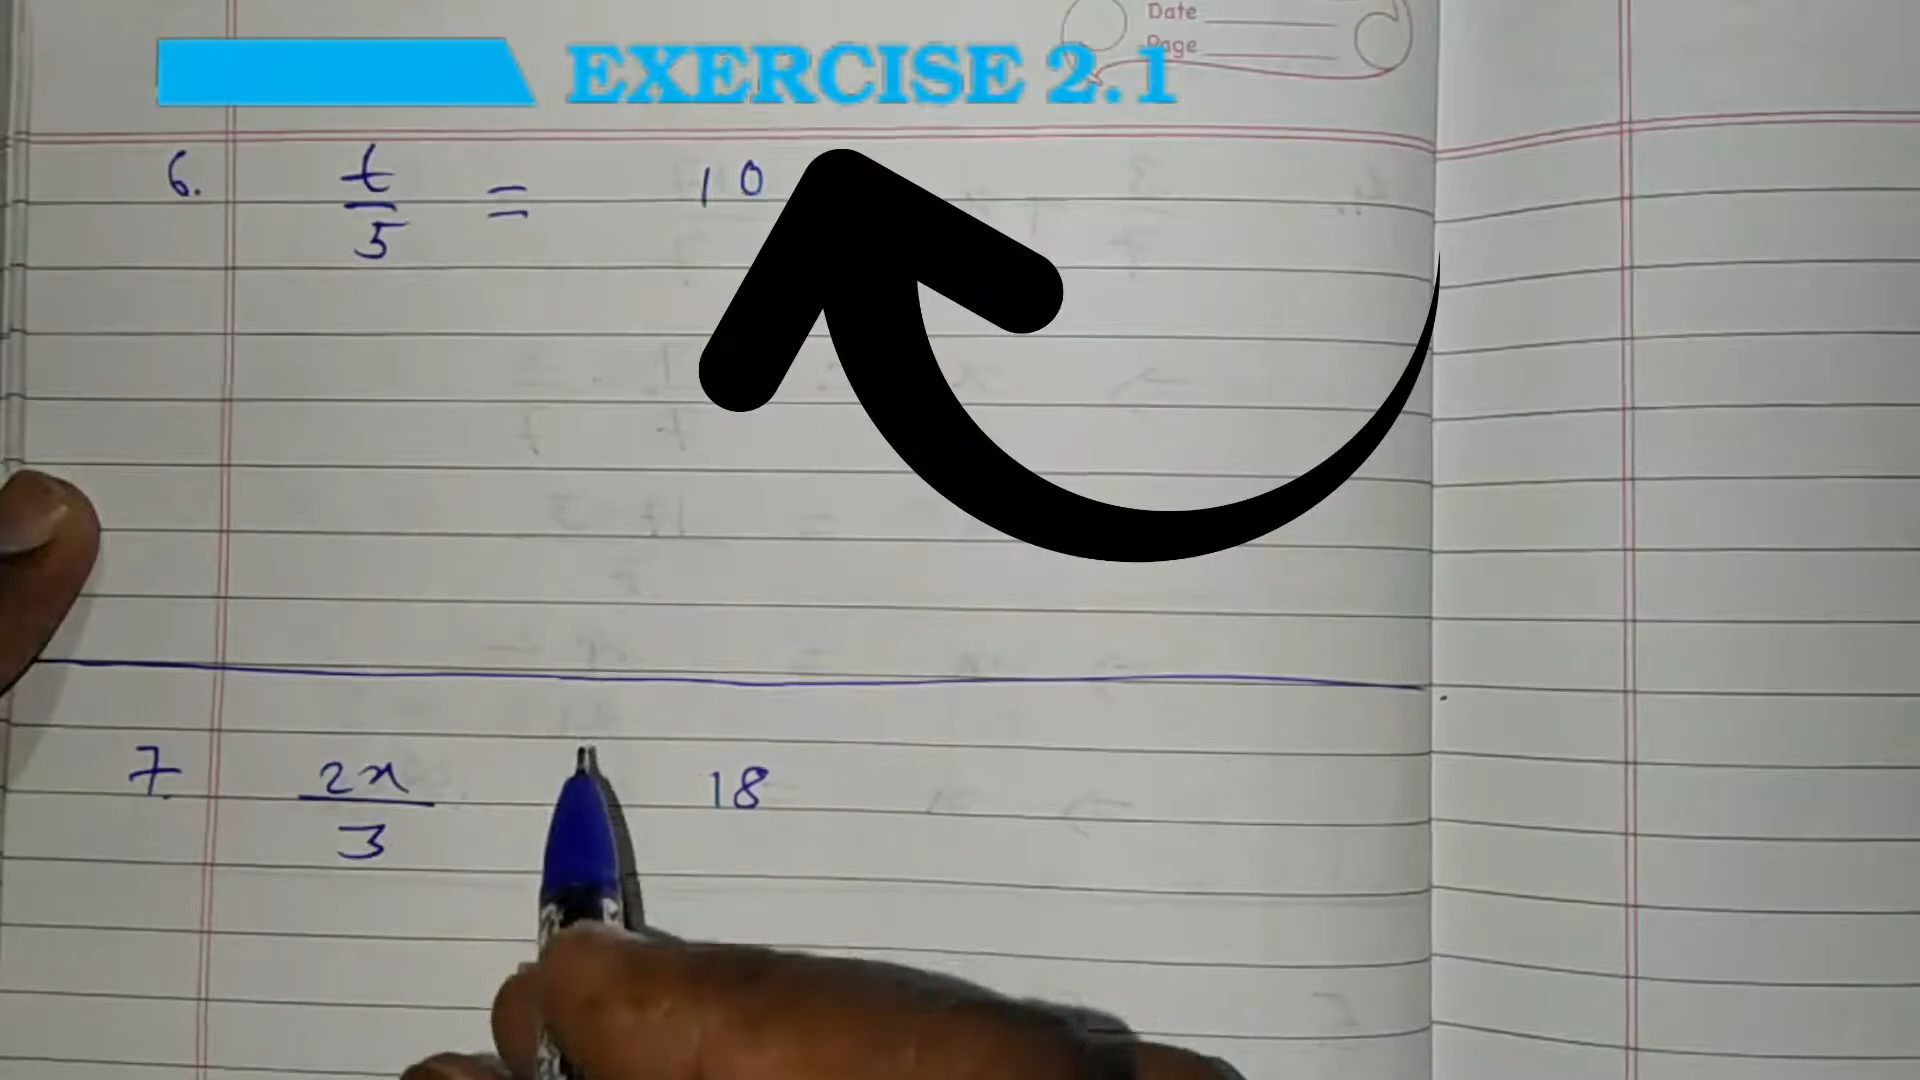 Date
Page
EXERCISE 2.1
6. t/5 = 10
7. 2x/3 18